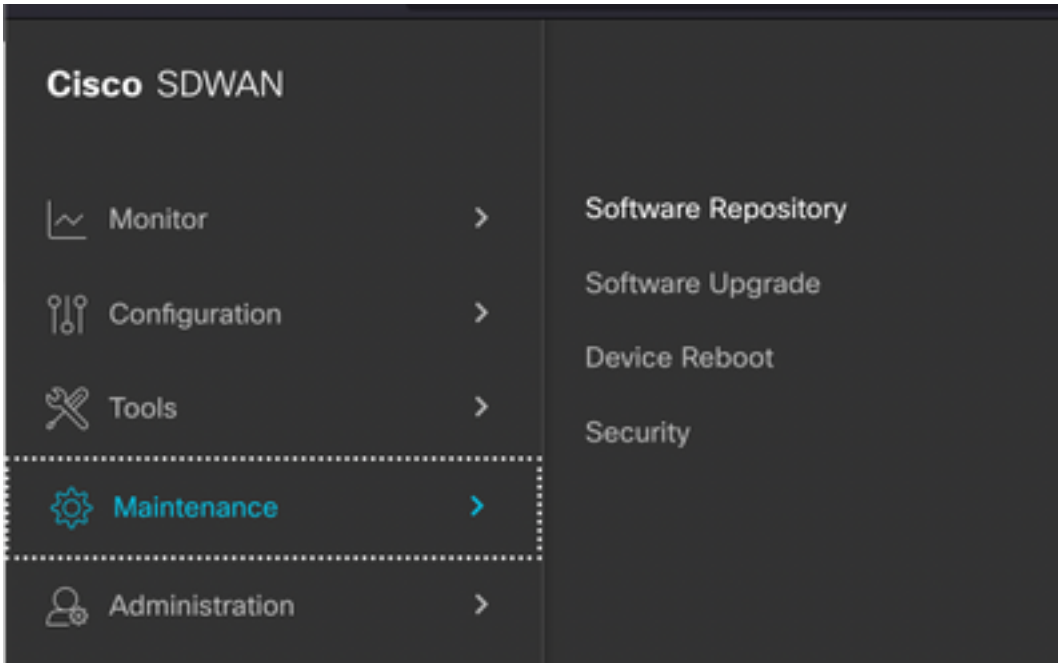 Cisco SDWAN
Monitor
Configuration
Tools
Maintenance
Administration
Software Repository
Software Upgrade
Device Reboot
Security